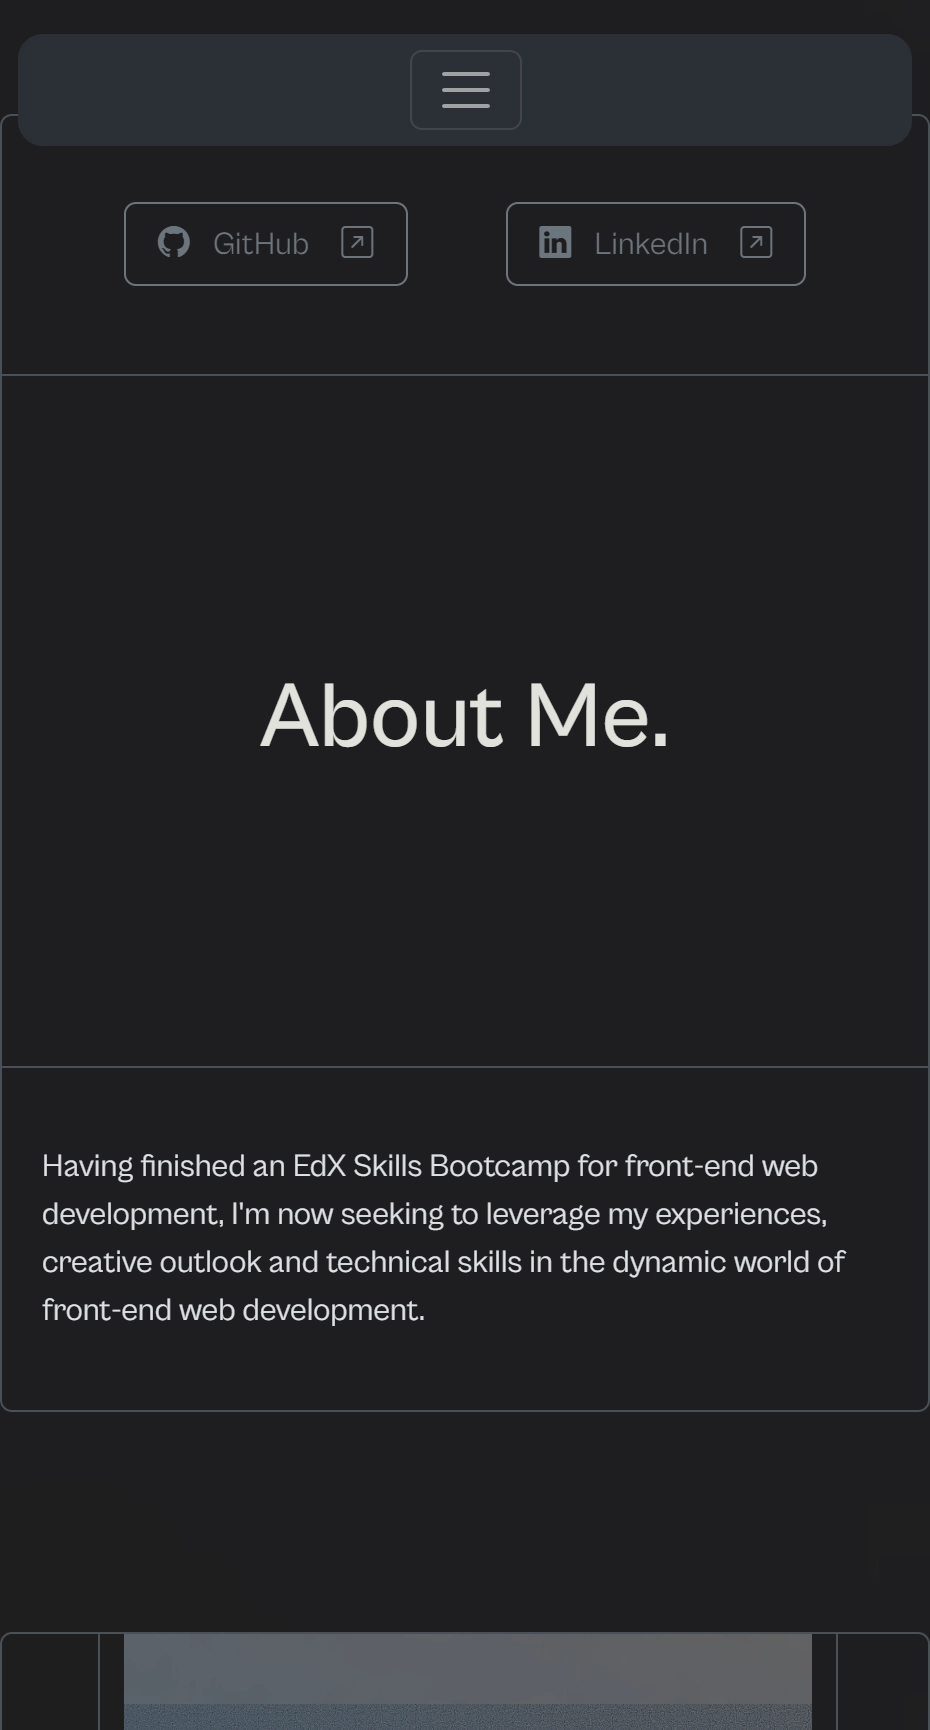 GitHub
LinkedIn
About Me.
Having finished an EdX Skills Bootcamp for front-end web
development, I'm now seeking to leverage my experiences,
creative outlook and technical skills in the dynamic world of
front-end web development.